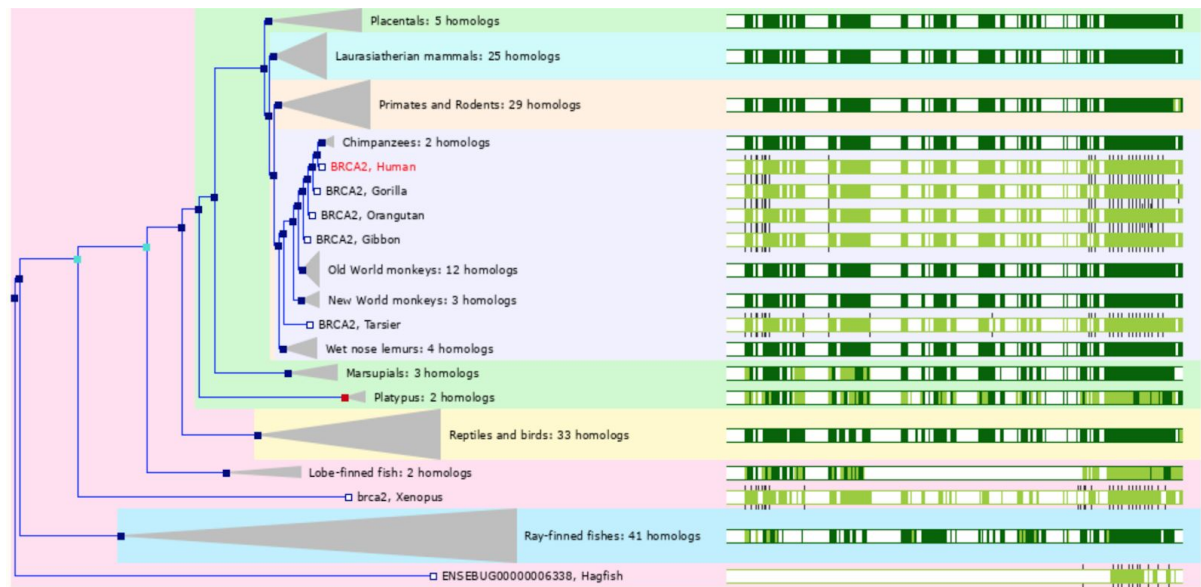 Placentals: 5 homologs
Laurasiatherian mammals: 25 homologs
Primates and Rodents: 29 homologs
Chimpanzees: 2 homologs
BRCA2, Human
BRCA2, Gorilla
BRCA2, Orangutan
BRCA2, Gibbon
Old World monkeys: 12 homologs
New World monkeys: 3 homologs
BRCA2, Tarsier
Wet nose lemurs: 4 homologs
Marsupials: 3 homologs
Platypus: 2 homologs
Reptiles and birds: 33 homologs
Lobe-finned fish: 2 homologs
brca2, Xenopus
Ray-finned fishes: 41 homologs
ENSEBUG00000006338, Hagfish